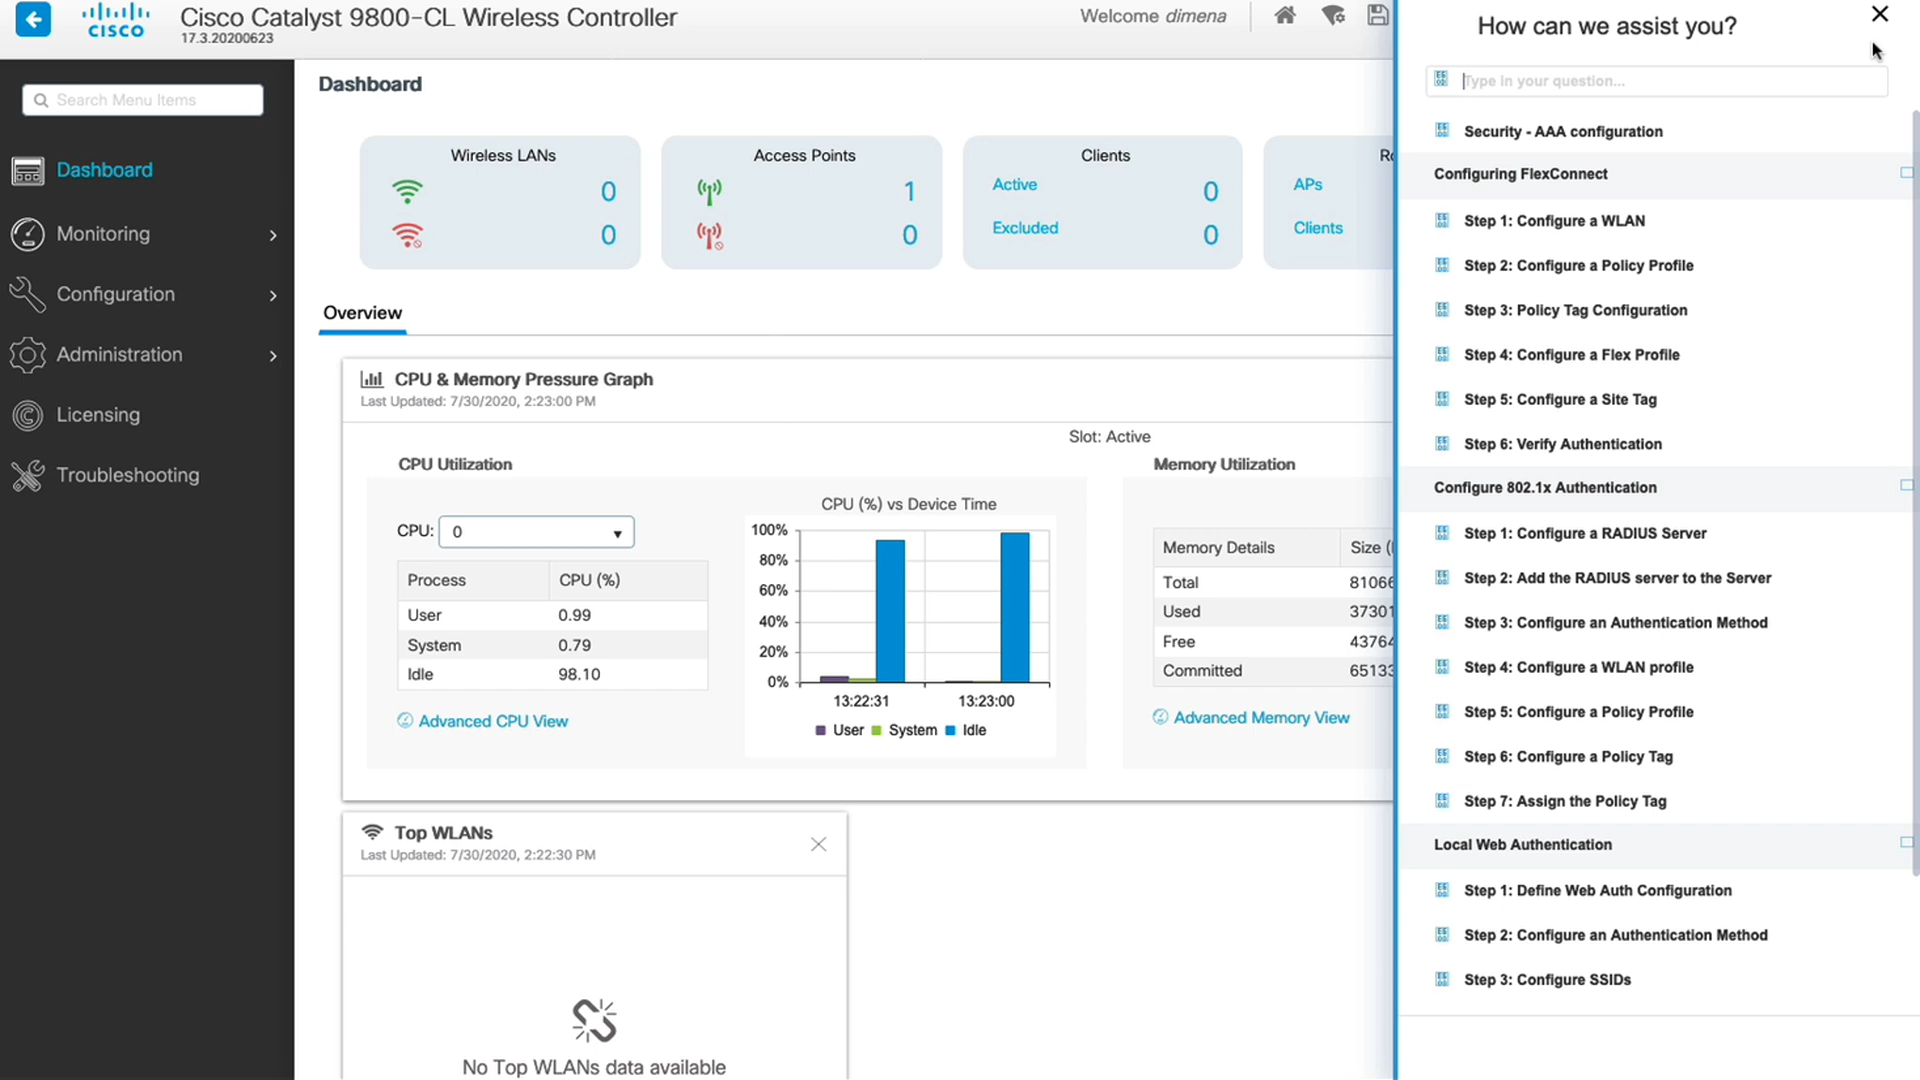 CISCO
Cisco Catalyst 9800-CL Wireless Controller
17.3.20200623
Welcome dimena
Search Menu Items
Dashboard
Monitoring
Configuration
Administration
Licensing
Troubleshooting
Dashboard
Wireless LANs
0
0
Access Points
1
0
Clients
Active 0
Excluded 0
APs
Clients
Overview
CPU & Memory Pressure Graph
Last Updated: 7/30/2020, 2:23:00 PM
Slot: Active
CPU Utilization
CPU: 0
Process CPU (%)
User 0.99
System 0.79
Idle 98.10
Advanced CPU View
CPU (%) vs Device Time
100%
80%
60%
40%
20%
0%
13:22:31 13:23:00
User System Idle
Memory Utilization
Memory Details Size (
Total 81066
Used 37301
Free 43764
Committed 65133
Advanced Memory View
Top WLANs
Last Updated: 7/30/2020, 2:22:30 PM
No Top WLANs data available
How can we assist you?
Type in your question...
Security - AAA configuration
Configuring FlexConnect
Step 1: Configure a WLAN
Step 2: Configure a Policy Profile
Step 3: Policy Tag Configuration
Step 4: Configure a Flex Profile
Step 5: Configure a Site Tag
Step 6: Verify Authentication
Configure 802.1x Authentication
Step 1: Configure a RADIUS Server
Step 2: Add the RADIUS server to the Server
Step 3: Configure an Authentication Method
Step 4: Configure a WLAN profile
Step 5: Configure a Policy Profile
Step 6: Configure a Policy Tag
Step 7: Assign the Policy Tag
Local Web Authentication
Step 1: Define Web Auth Configuration
Step 2: Configure an Authentication Method
Step 3: Configure SSIDs